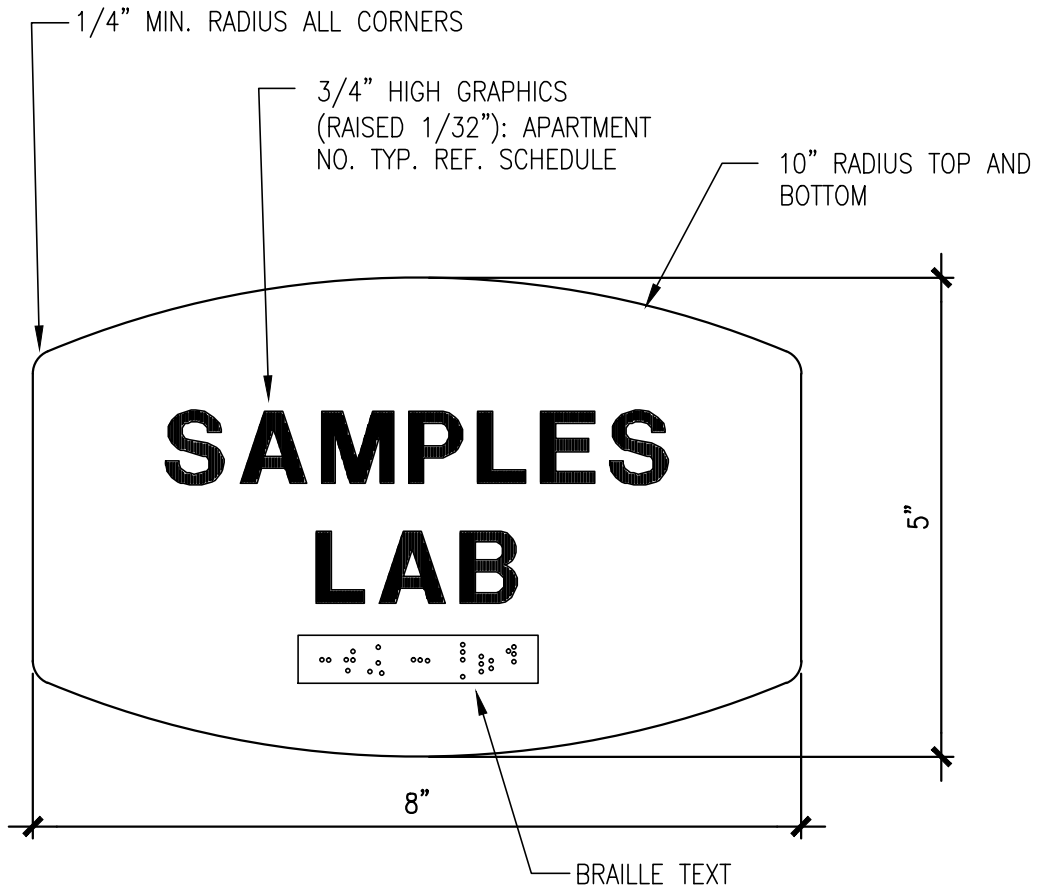 1/4” MIN. RADIUS ALL CORNERS
3/4” HIGH GRAPHICS
(RAISED 1/32”): APARTMENT
NO. TYP. REF. SCHEDULE
10” RADIUS TOP AND
BOTTOM
SAMPLES
LAB
5”
8”
BRAILLE TEXT